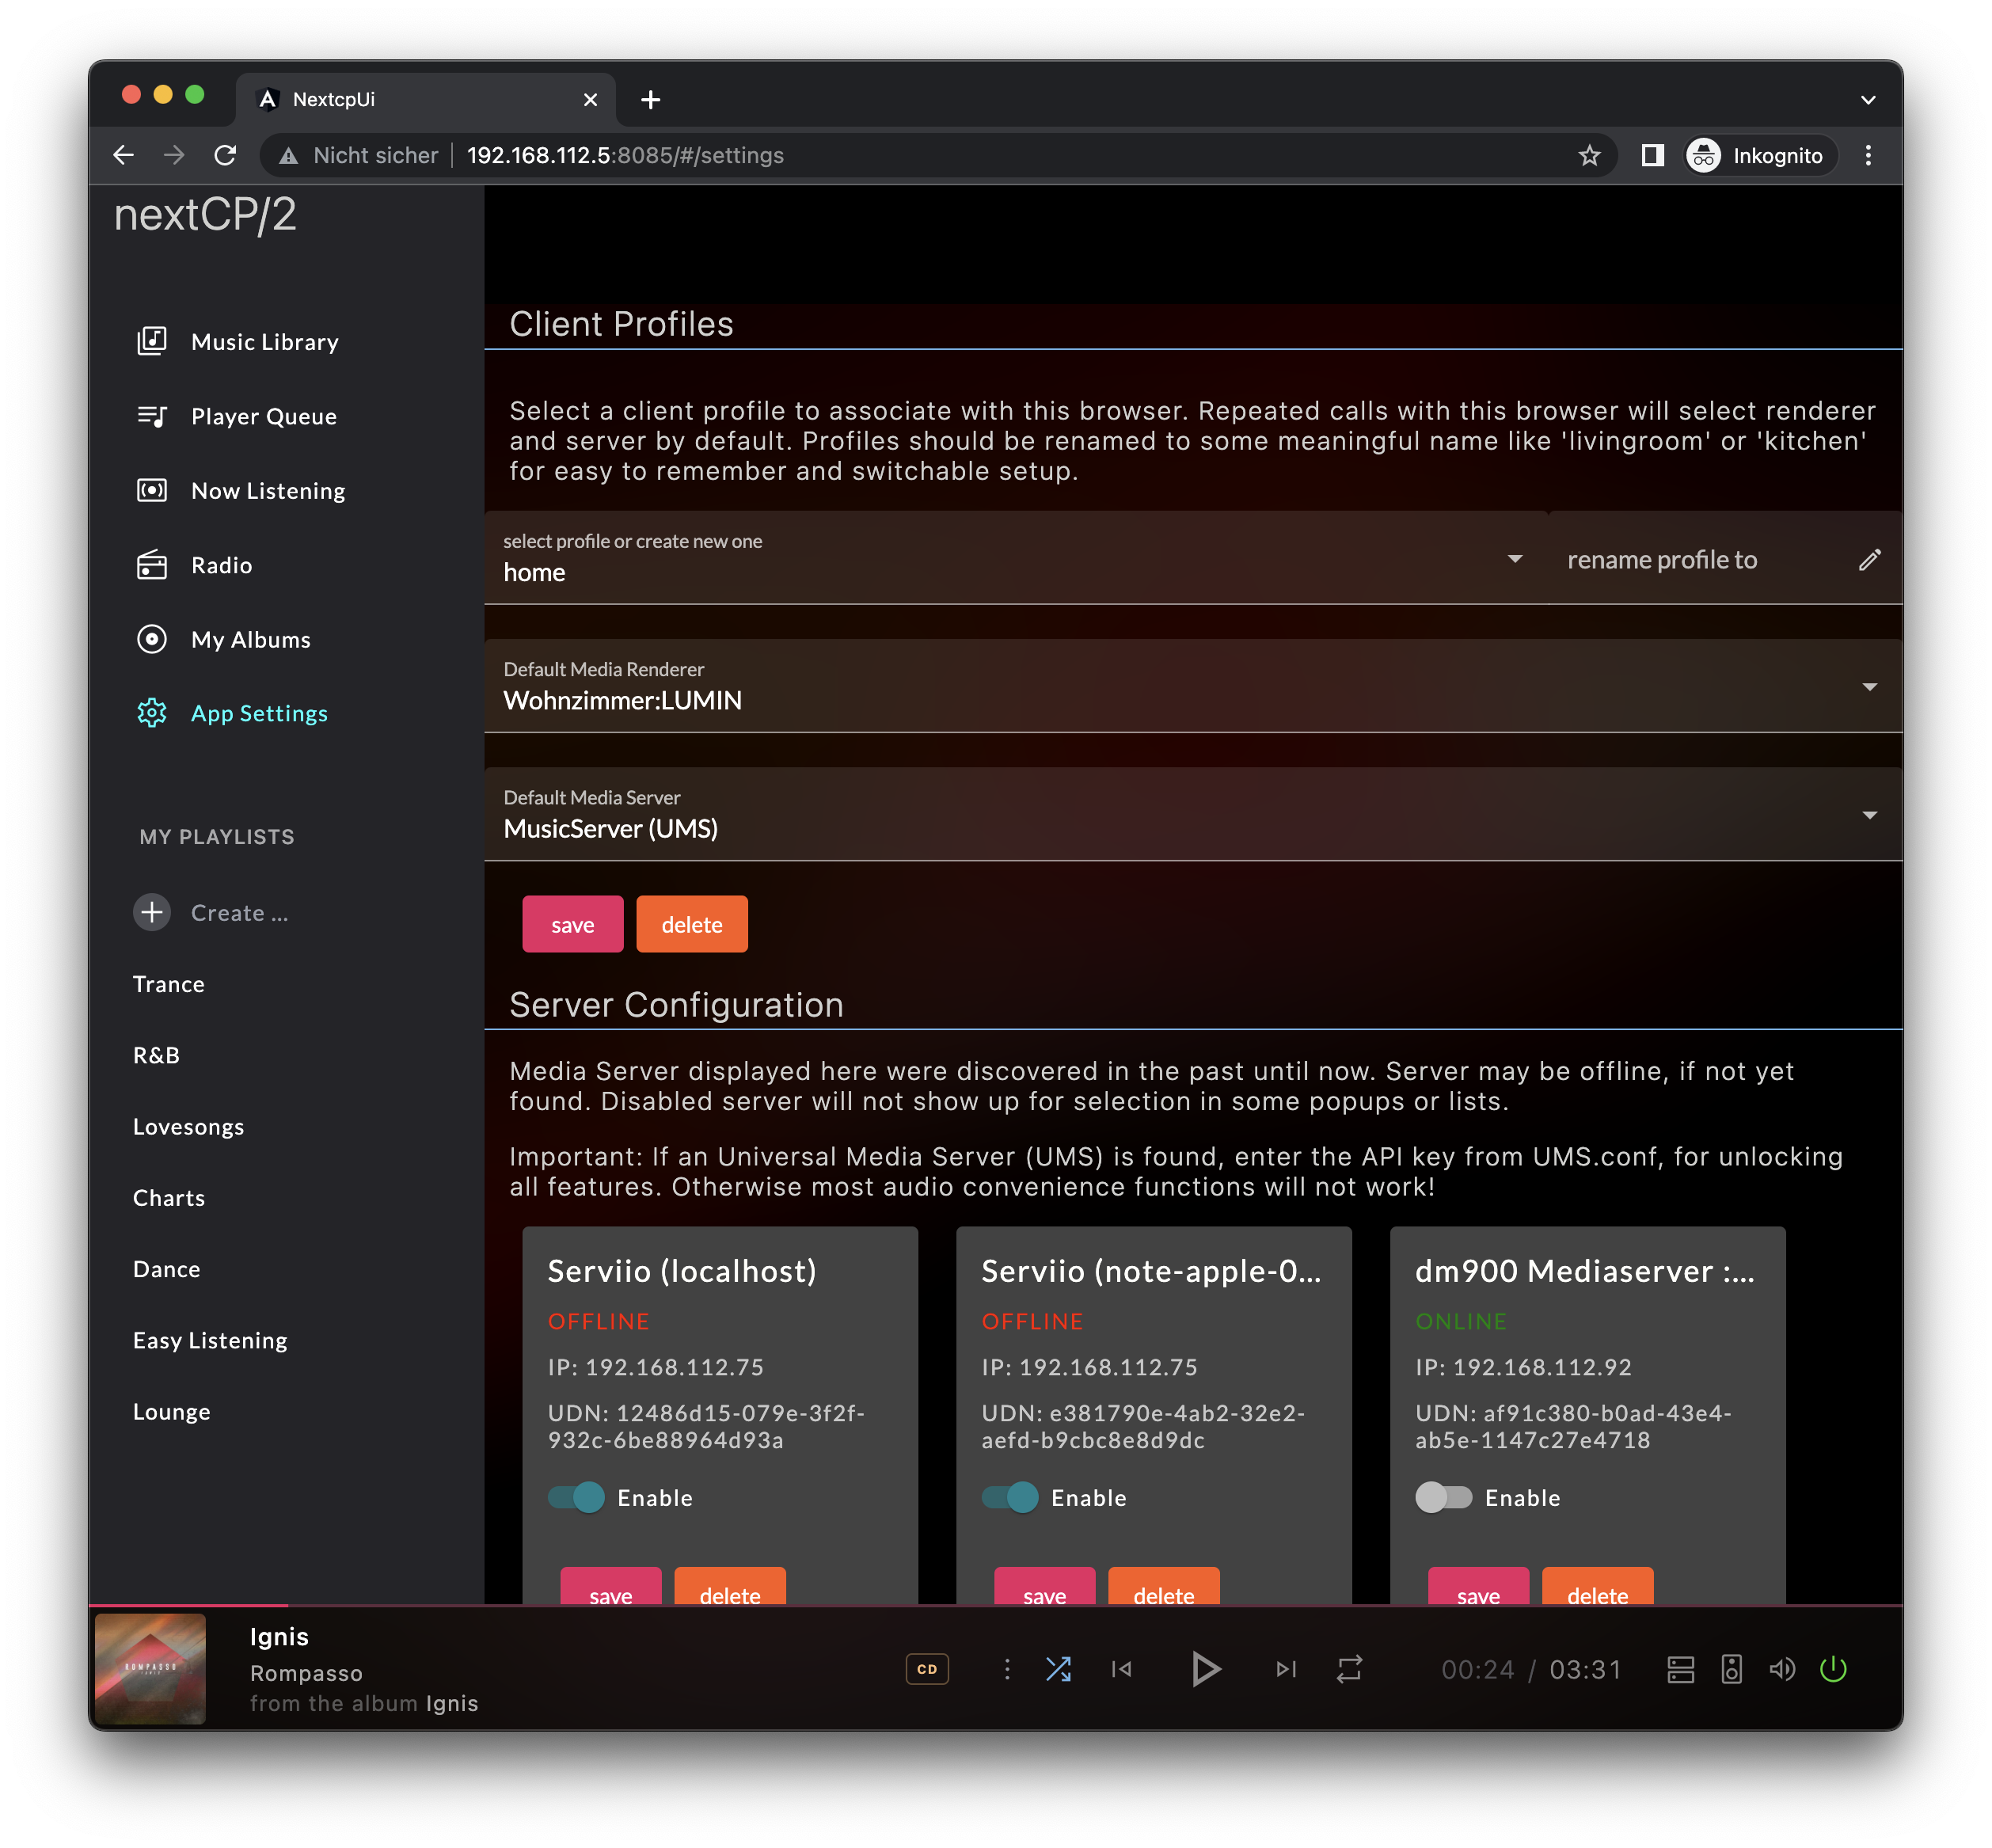 NextcpUi
Nicht sicher
192.168.112.5:8085/#/settings
Inkognito
nextCP/2
Music Library
Player Queue
Now Listening
Radio
My Albums
App Settings
MY PLAYLISTS
Create ...
Trance
R&B
Lovesongs
Charts
Dance
Easy Listening
Lounge
Client Profiles
Select a client profile to associate with this browser. Repeated calls with this browser will select renderer
and server by default. Profiles should be renamed to some meaningful name like 'livingroom' or 'kitchen'
for easy to remember and switchable setup.
select profile or create new one
home
rename profile to
Default Media Renderer
Wohnzimmer:LUMIN
Default Media Server
MusicServer (UMS)
save
delete
Server Configuration
Media Server displayed here were discovered in the past until now. Server may be offline, if not yet
found. Disabled server will not show up for selection in some popups or lists.
Important: If an Universal Media Server (UMS) is found, enter the API key from UMS.conf, for unlocking
all features. Otherwise most audio convenience functions will not work!
Serviio (localhost)
OFFLINE
IP: 192.168.112.75
UDN: 12486d15-079e-3f2f-
932c-6be88964d93a
Enable
save
delete
Serviio (note-apple-0...
OFFLINE
IP: 192.168.112.75
UDN: e381790e-4ab2-32e2-
aefd-b9cbc8e8d9dc
Enable
save
delete
dm900 Mediaserver :...
ONLINE
IP: 192.168.112.92
UDN: af91c380-b0ad-43e4-
ab5e-1147c27e4718
Enable
save
delete
ROMPASSO
Ignis
Rompasso
from the album Ignis
CD
00:24 / 03:31